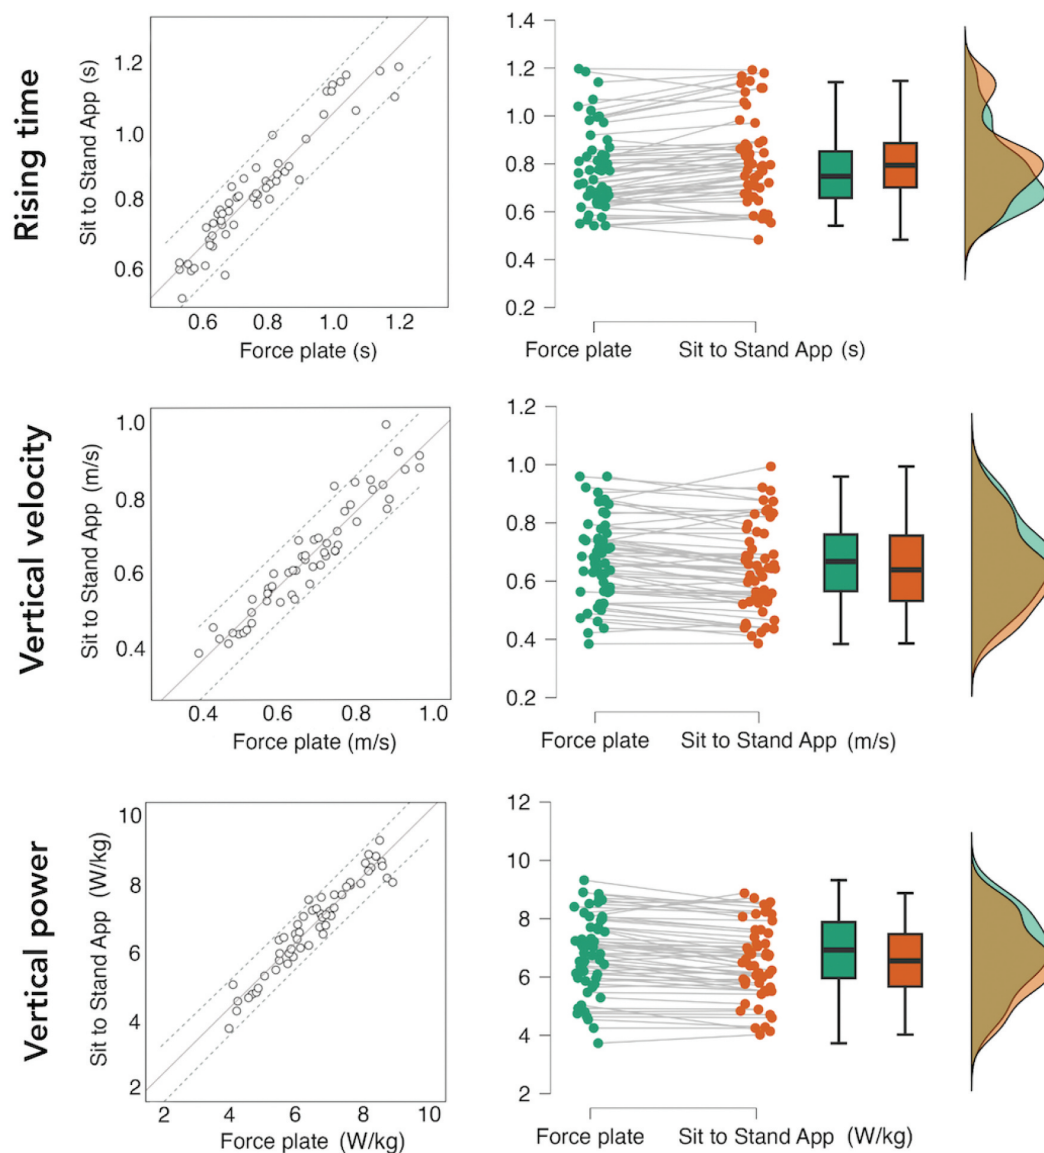 Rising time
Sit to Stand App (s)
1.2
1.0
0.8
0.6
0.6 0.8 1.0 1.2
Force plate (s)
1.4
1.2
1.0
0.8
0.6
0.4
0.2
Force plate Sit to Stand App (s)
Vertical velocity
Sit to Stand App (m/s)
1.0
0.8
0.6
0.4
0.4 0.6 0.8 1.0
Force plate (m/s)
1.2
1.0
0.8
0.6
0.4
0.2
Force plate Sit to Stand App (m/s)
Vertical power
Sit to Stand App (W/kg)
10
8
6
4
2
2 4 6 8 10
Force plate (W/kg)
12
10
8
6
4
2
Force plate Sit to Stand App (W/kg)